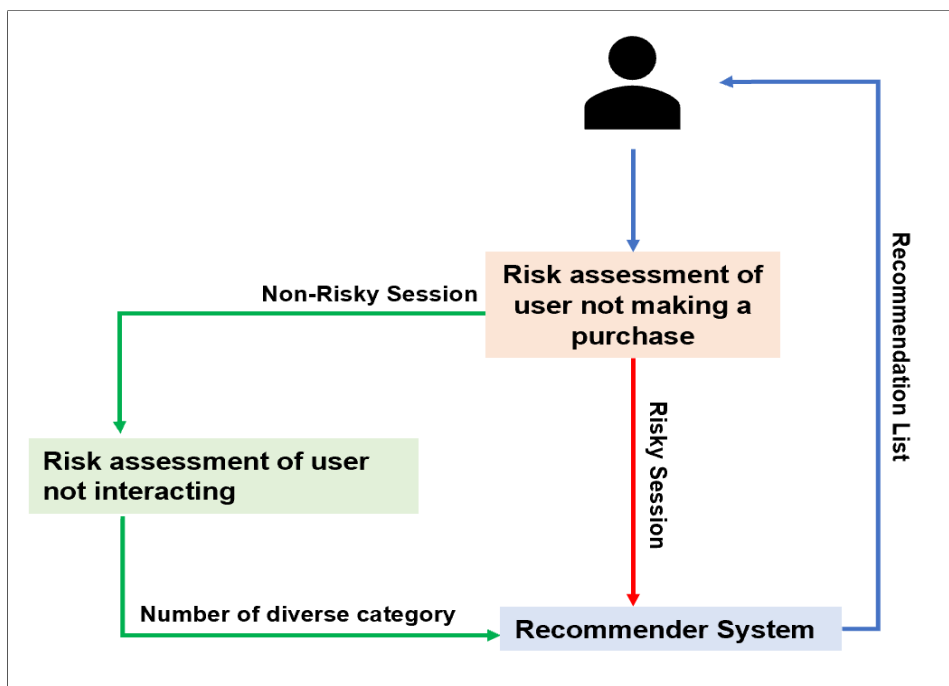 Risk assessment of
user not making a
purchase
Non-Risky Session
Recommendation List
Risky Session
Risk assessment of user
not interacting
Number of diverse category
Recommender System